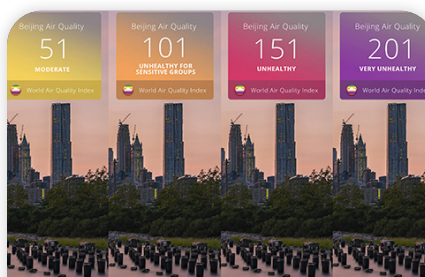 Beijing Air Quality
51
MODERATE
World Air Quality Index
Beijing Air Quality
101
UNHEALTHY FOR
SENSITIVE GROUPS
World Air Quality Index
Beijing Air Quality
151
UNHEALTHY
World Air Quality Index
Beijing Air Quality
201
VERY UNHEALTHY
World Air Quality Index